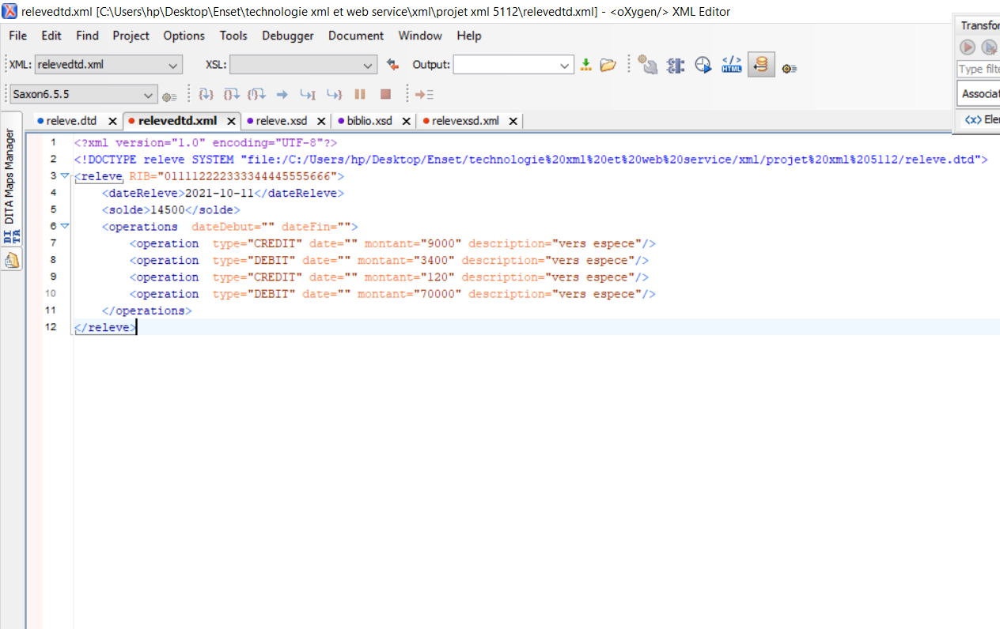 relevedtd.xml [C:\Users\hp\Desktop\Enset\technologie xml et web service\xml\projet xml 5112\relevedtd.xml] - <oXygen/> XML Editor
File Edit Find Project Options Tools Debugger Document Window Help
XML: relevedtd.xml XSL: Output:
Saxon6.5.5
Transfor
Type filte
Associat
<x> Ele
relevé.dtd relevedtd.xml releve.xsd biblio.xsd relevexsd.xml
DITA Maps Manager
DI TA
HTML
1 <?xml version="1.0" encoding="UTF-8"?>
2 <!DOCTYPE releve SYSTEM "file:/C:/Users/hp/Desktop/Enset/technologie%20xml%20et%20web%20service/xml/projet%20xml%205112/releve.dtd">
3 <releve RIB="011112222333344445555666">
4 <dateReleve>2021-10-11</dateReleve>
5 <solde>14500</solde>
6 <operations  dateDebut="" dateFin="">
7 <operation  type="CREDIT" date="" montant="9000" description="vers espece"/>
8 <operation  type="DEBIT" date="" montant="3400" description="vers espece"/>
9 <operation  type="CREDIT" date="" montant="120" description="vers espece"/>
10 <operation  type="DEBIT" date="" montant="70000" description="vers espece"/>
11 </operations>
12 </releve>